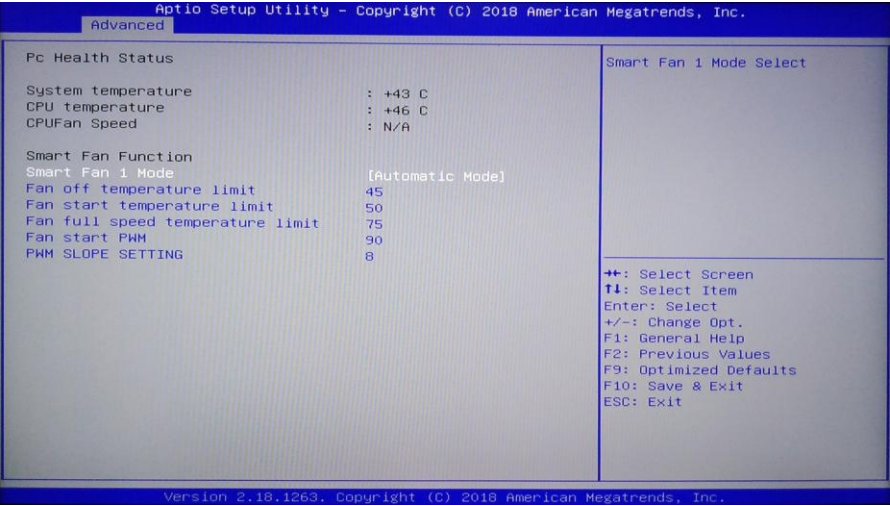 Aptio Setup Utility – Copyright (C) 2018 American Megatrends, Inc.
Advanced
Pc Health Status
System temperature : +43 C
CPU temperature : +46 C
CPUFan Speed : N/A
Smart Fan Function
Smart Fan 1 Mode [Automatic Mode]
Fan off temperature limit 45
Fan start temperature limit 50
Fan full speed temperature limit 75
Fan start PWM 90
PWM SLOPE SETTING 8
Smart Fan 1 Mode Select
→←: Select Screen
↑↓: Select Item
Enter: Select
+/-: Change Opt.
F1: General Help
F2: Previous Values
F9: Optimized Defaults
F10: Save & Exit
ESC: Exit
Version 2.18.1263. Copyright (C) 2018 American Megatrends, Inc.